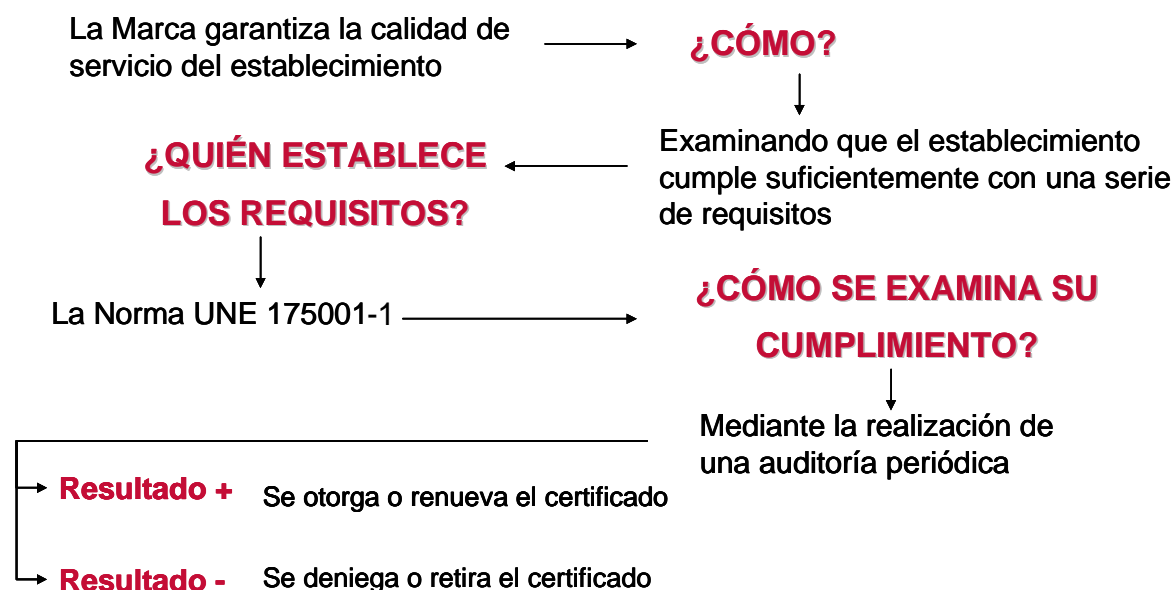 La Marca garantiza la calidad de
servicio del establecimiento
¿CÓMO?
Examinando que el establecimiento
cumple suficientemente con una serie
de requisitos
¿QUIÉN ESTABLECE
LOS REQUISITOS?
La Norma UNE 175001-1
¿CÓMO SE EXAMINA SU
CUMPLIMIENTO?
Mediante la realización de
una auditoría periódica
Resultado + Se otorga o renueva el certificado
Resultado - Se deniega o retira el certificado